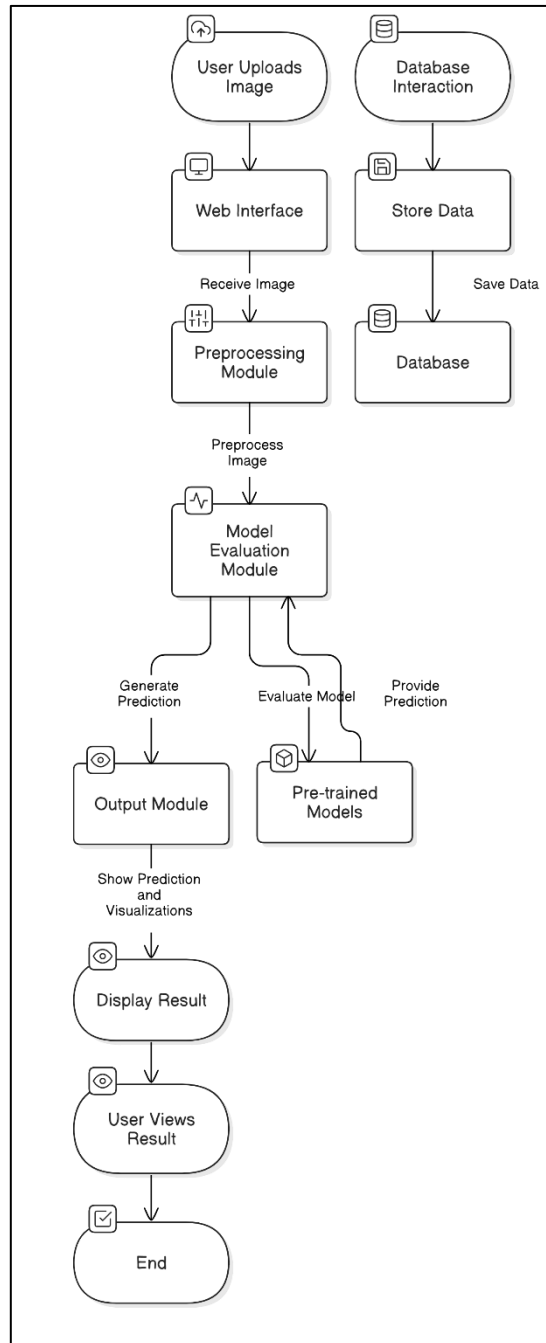 User Uploads
Image
Database
Interaction
Web Interface
Store Data
Receive Image
Save Data
Preprocessing
Module
Database
Preprocess
Image
Model
Evaluation
Module
Generate
Prediction
Evaluate Model
Provide
Prediction
Output Module
Pre-trained
Models
Show Prediction
and
Visualizations
Display Result
User Views
Result
End